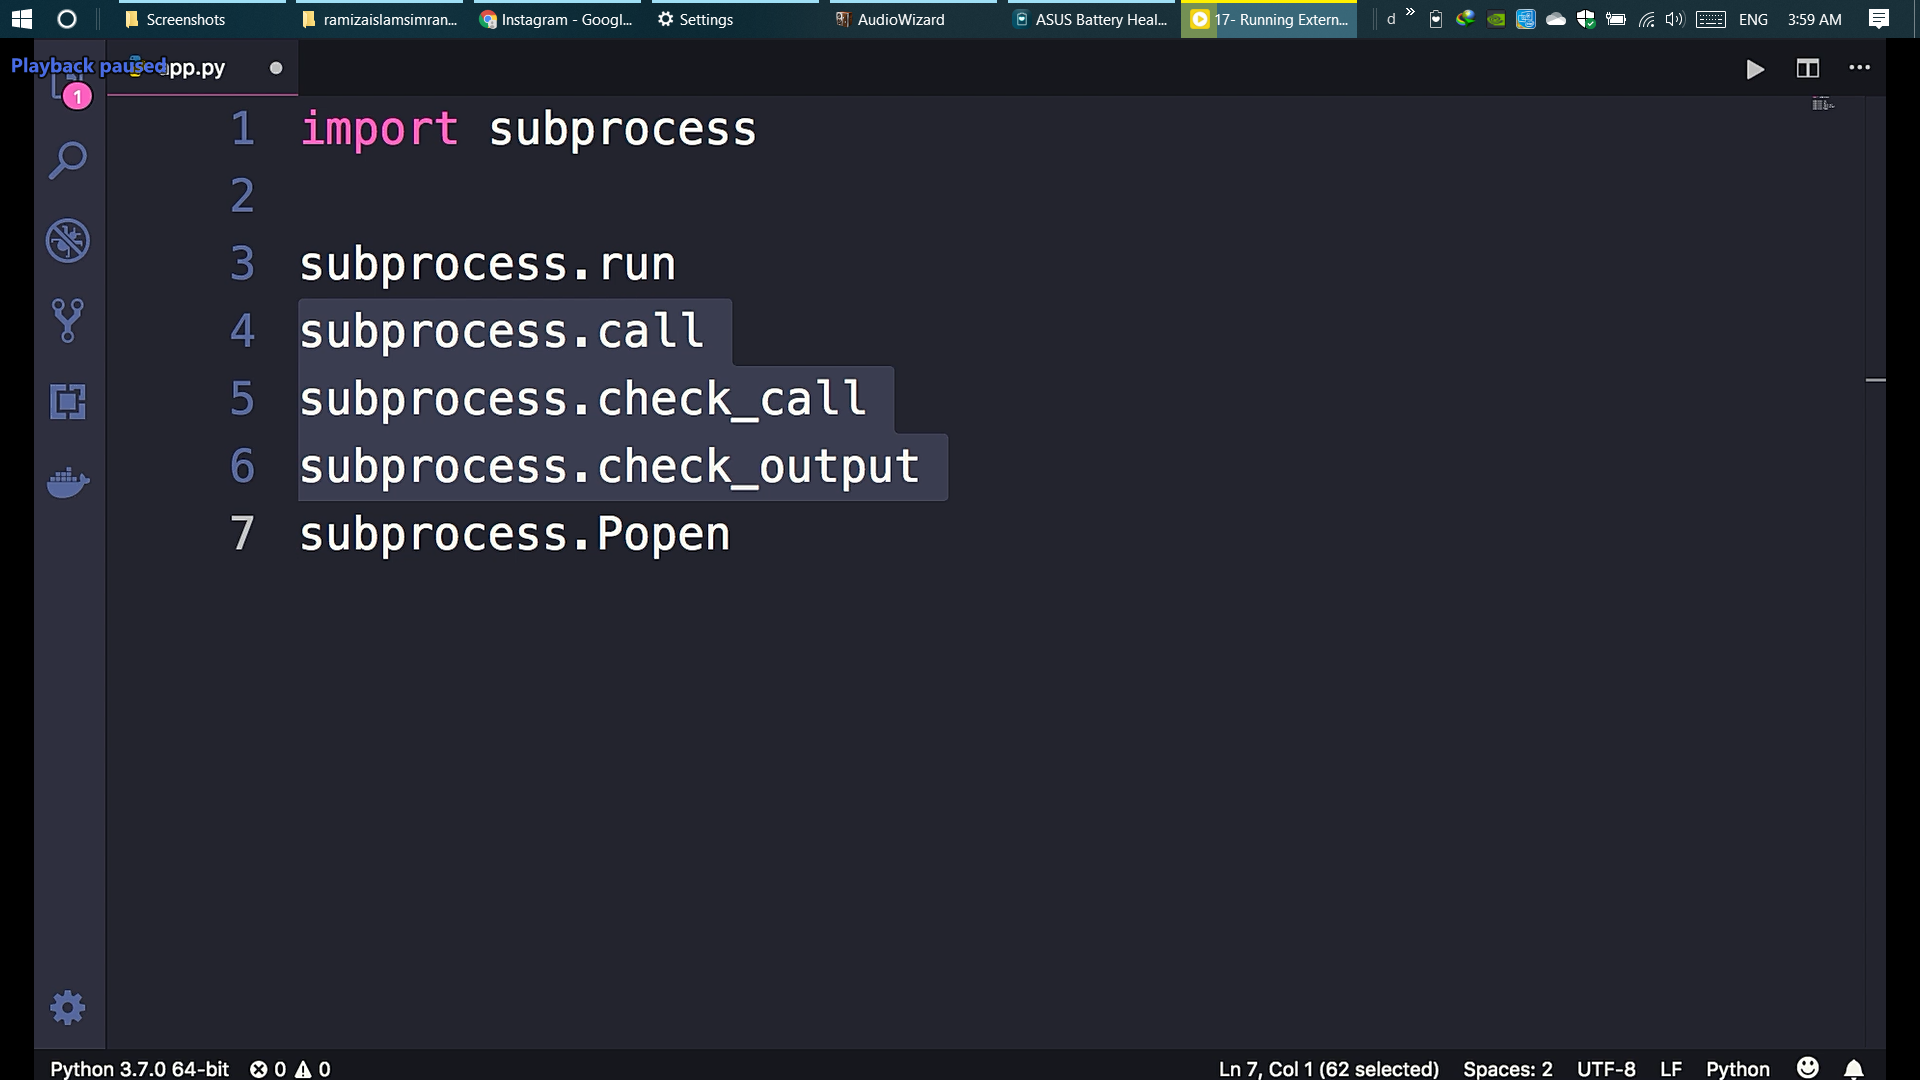 Screenshots
ramizaislamsimran...
Instagram - Googl...
Settings
AudioWizard
ASUS Battery Heal...
17- Running Extern...
d
»
ENG
3:59 AM
Playback paused
app.py
1
1 import subprocess
2
3 subprocess.run
4 subprocess.call
5 subprocess.check_call
6 subprocess.check_output
7 subprocess.Popen
Python 3.7.0 64-bit
0
0
Ln 7, Col 1 (62 selected)
Spaces: 2
UTF-8
LF
Python